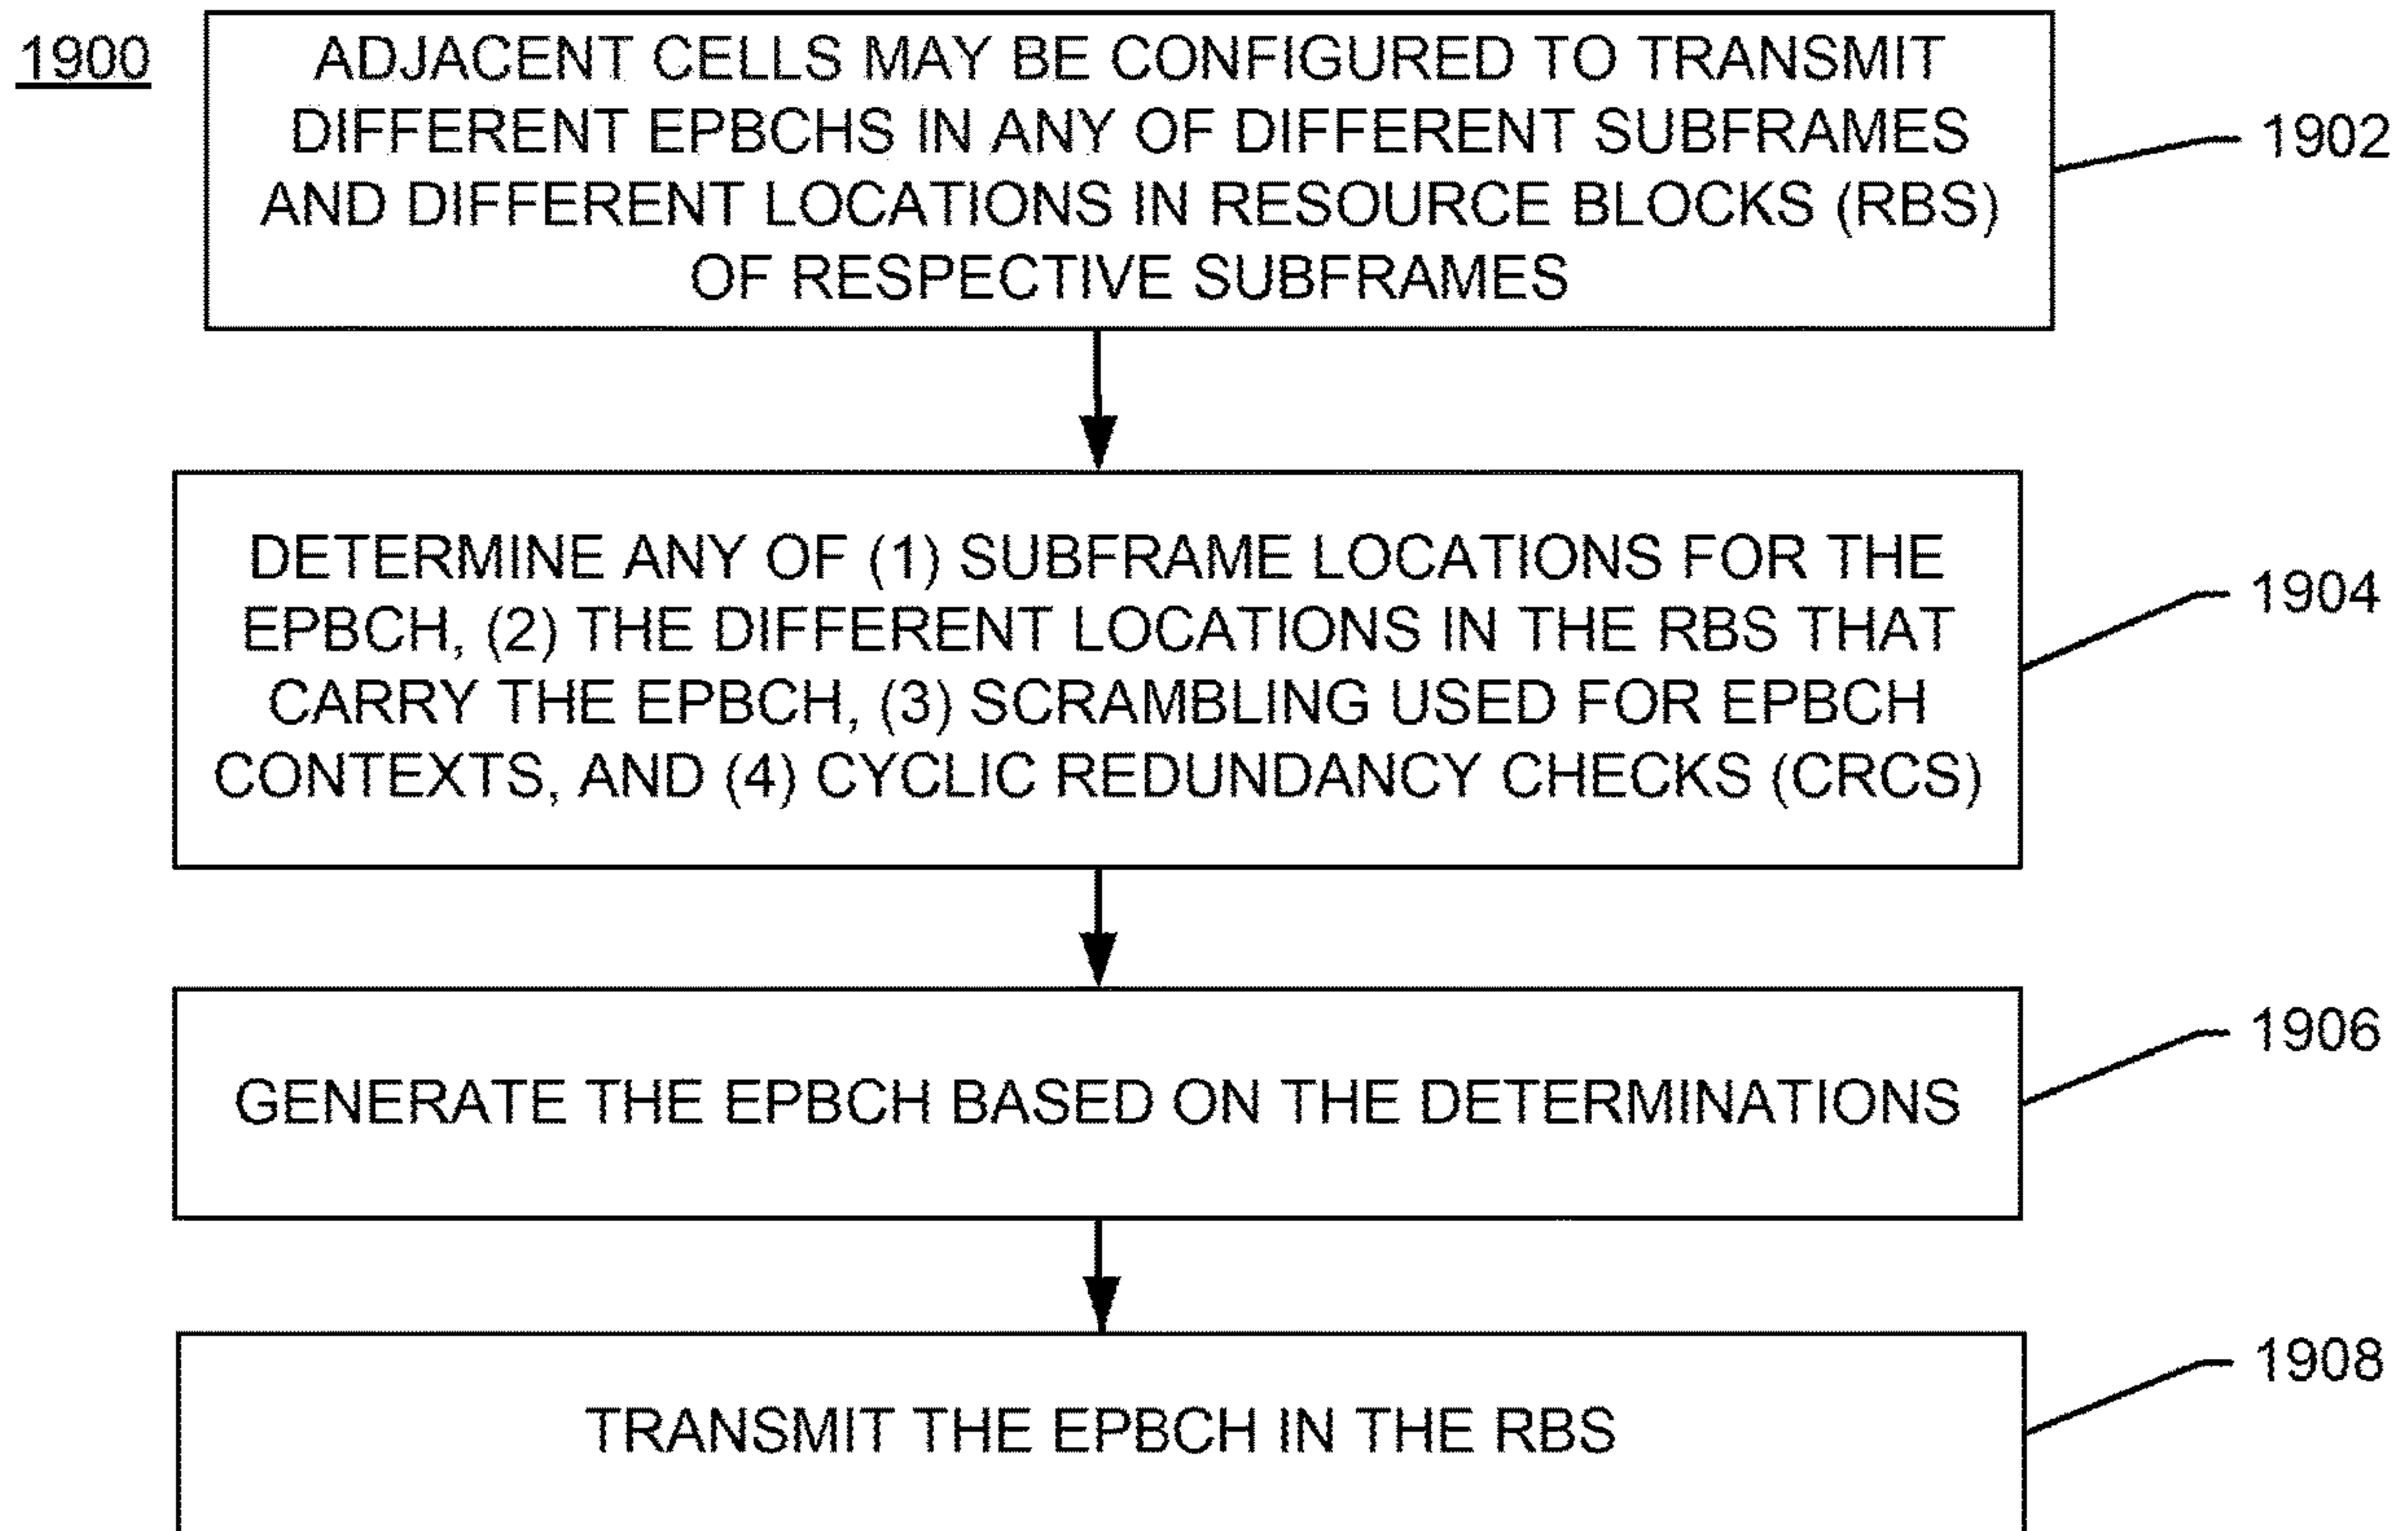 1900
ADJACENT CELLS MAY BE CONFIGURED TO TRANSMIT
DIFFERENT EPBCHS IN ANY OF DIFFERENT SUBFRAMES
AND DIFFERENT LOCATIONS IN RESOURCE BLOCKS (RBS)
OF RESPECTIVE SUBFRAMES
1902
DETERMINE ANY OF (1) SUBFRAME LOCATIONS FOR THE
EPBCH, (2) THE DIFFERENT LOCATIONS IN THE RBS THAT
CARRY THE EPBCH, (3) SCRAMBLING USED FOR EPBCH
CONTEXTS, AND (4) CYCLIC REDUNDANCY CHECKS (CRCS)
1904
GENERATE THE EPBCH BASED ON THE DETERMINATIONS
1906
TRANSMIT THE EPBCH IN THE RBS
1908